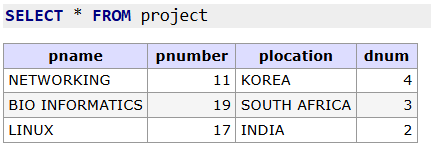 SELECT * FROM project
pname pnumber plocation dnum
NETWORKING 11 KOREA 4
BIO INFORMATICS 19 SOUTH AFRICA 3
LINUX 17 INDIA 2